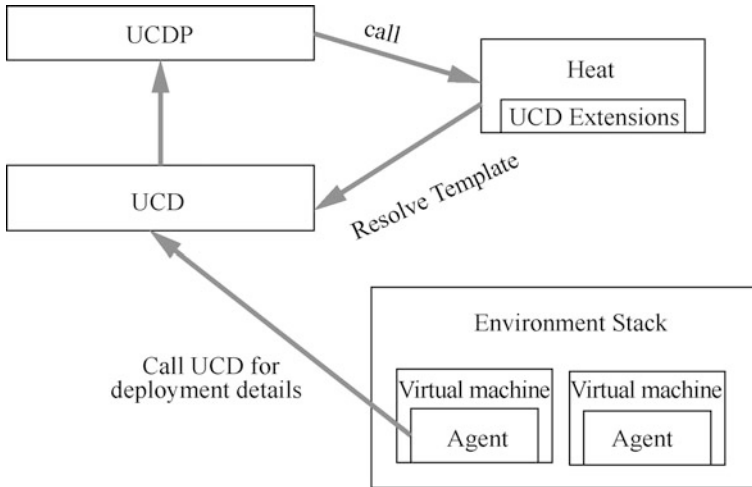 UCDP
call
Heat
UCD Extensions
UCD
Resolve Template
Environment Stack
Call UCD for
deployment details
Virtual machine
Agent
Virtual machine
Agent